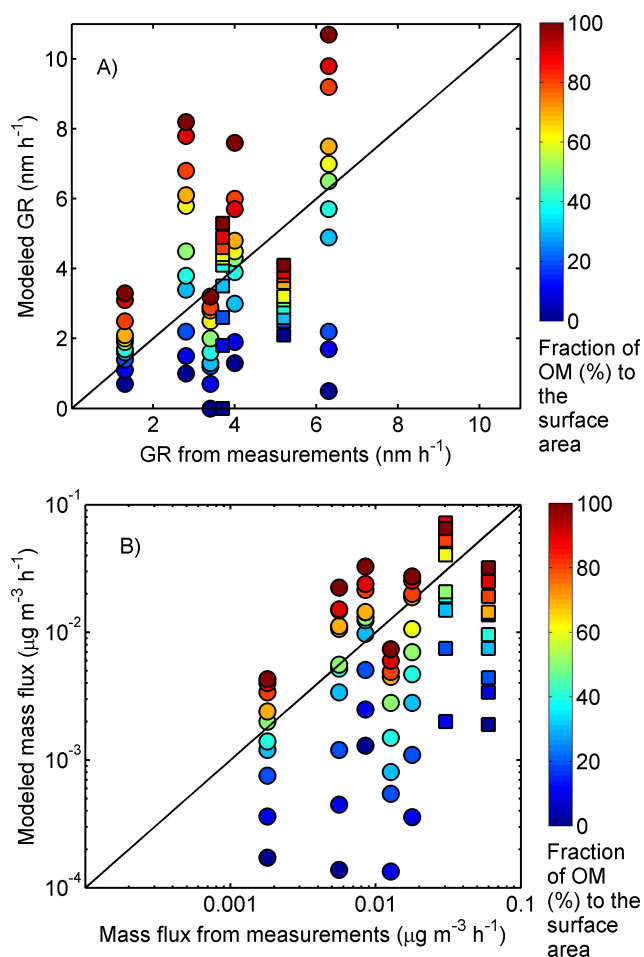 A)
10
8
6
4
2
0
2
4
6
8
10
Modeled GR (nm h⁻¹)
GR from measurements (nm h⁻¹)
100
80
60
40
20
0
Fraction of
OM (%) to
the
surface
area
B)
10⁻¹
10⁻²
10⁻³
10⁻⁴
0.001
0.01
0.1
Modeled mass flux (μg m⁻³ h⁻¹)
Mass flux from measurements (μg m⁻³ h⁻¹)
100
80
60
40
20
0
Fraction
of OM
(%) to the
surface
area